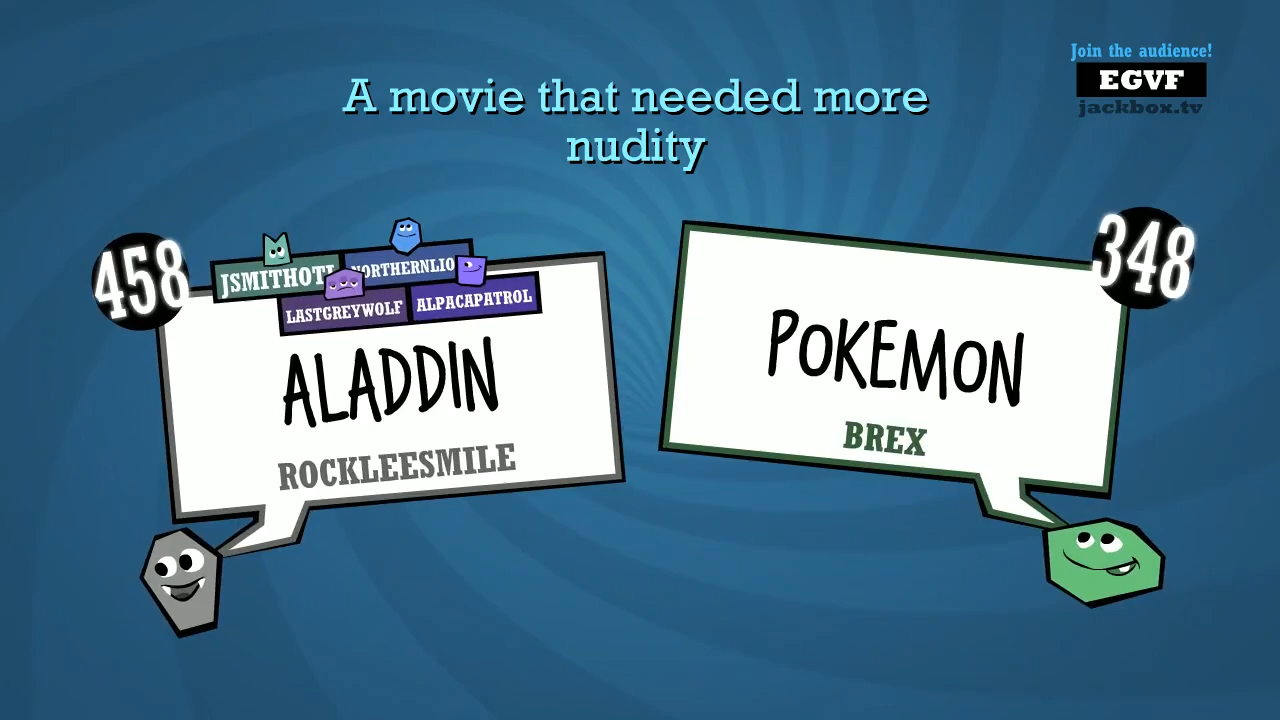 Join the audience!
EGVF
jackbox.tv
A movie that needed more
nudity
458
348
JSMITHOTI
NORTHERNLIO
LASTGREYWOLF
ALPACAPATROL
ALADDIN
ROCKLEESMILE
POKEMON
BREX